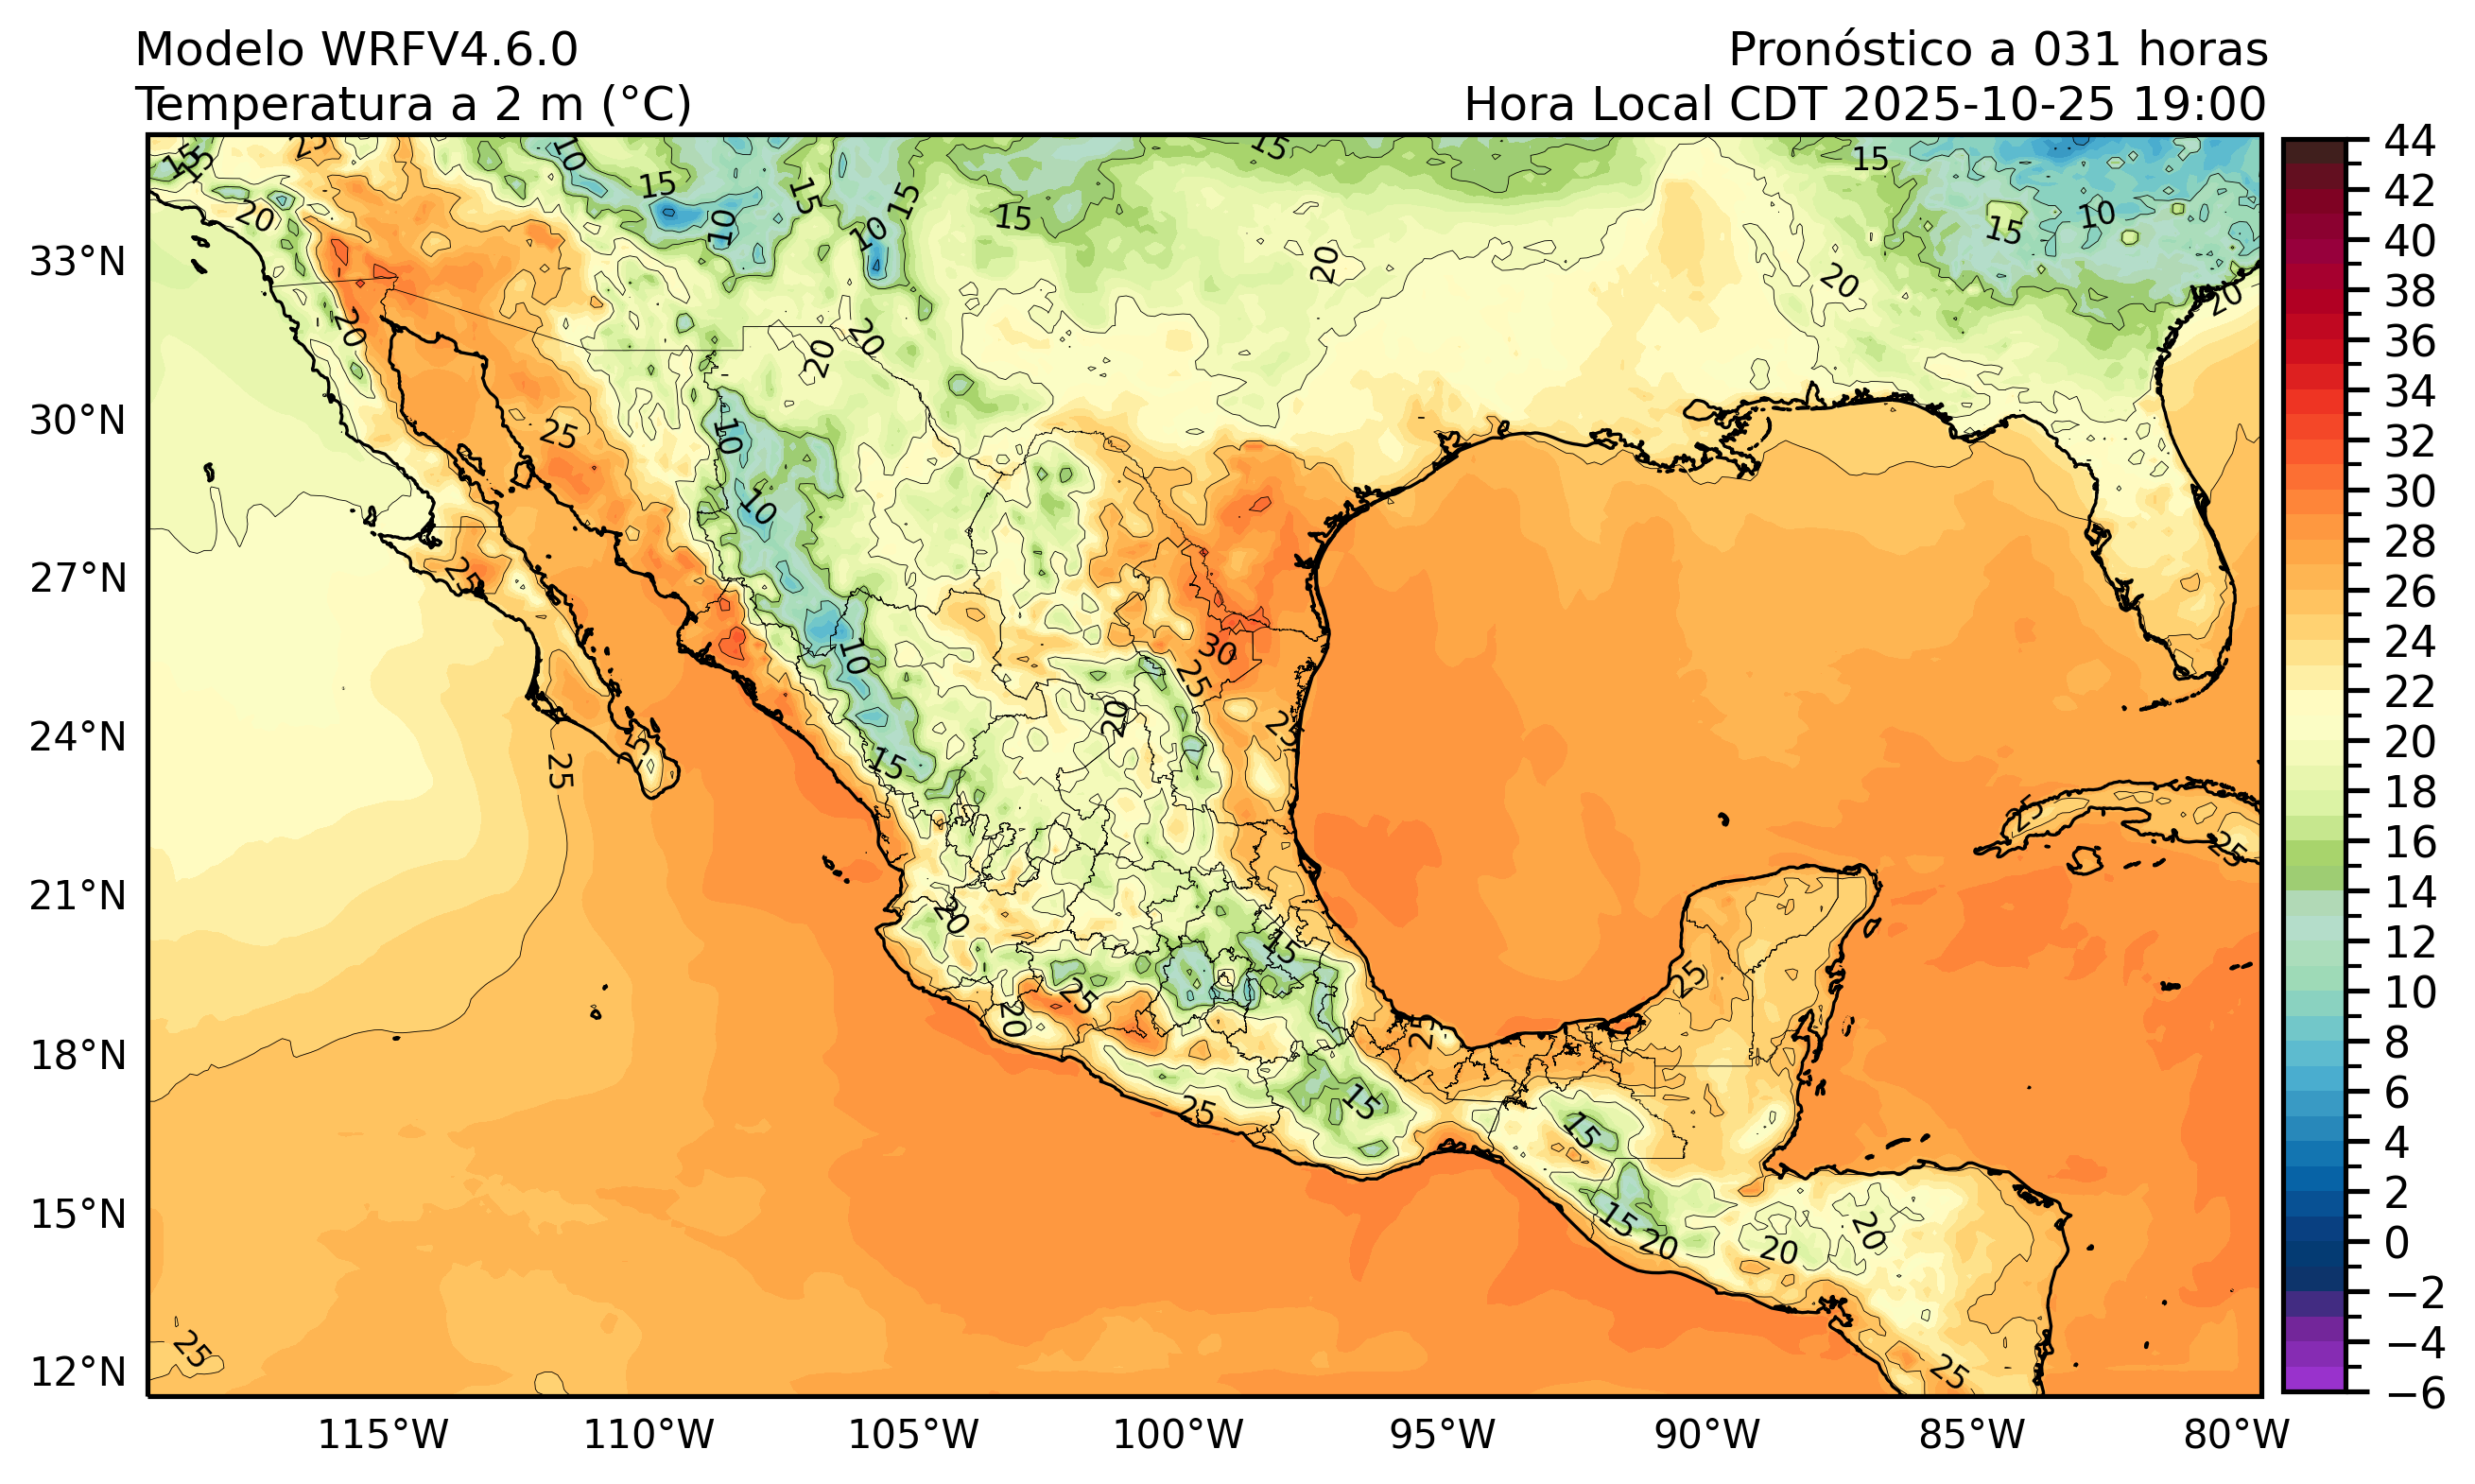 Modelo WRFV4.6.0
Pronóstico a 031 horas
Temperatura a 2 m (°C)
Hora Local CDT 2025-10-25 19:00
33°N
30°N
27°N
24°N
21°N
18°N
15°N
12°N
115°W 110°W 105°W 100°W 95°W 90°W 85°W 80°W
44
42
40
38
36
34
32
30
28
26
24
22
20
18
16
14
12
10
8
6
4
2
0
−2
−4
−6
15 15 25 10 15 15 15 15
20 15 10 10 15 20 15 10
20 20 20 20 20
25 10 10
25 10 30 25
25 25 15 20 25
20 15 25 25
20 25 25 25
25 15 15
15 20 20 20
25 25